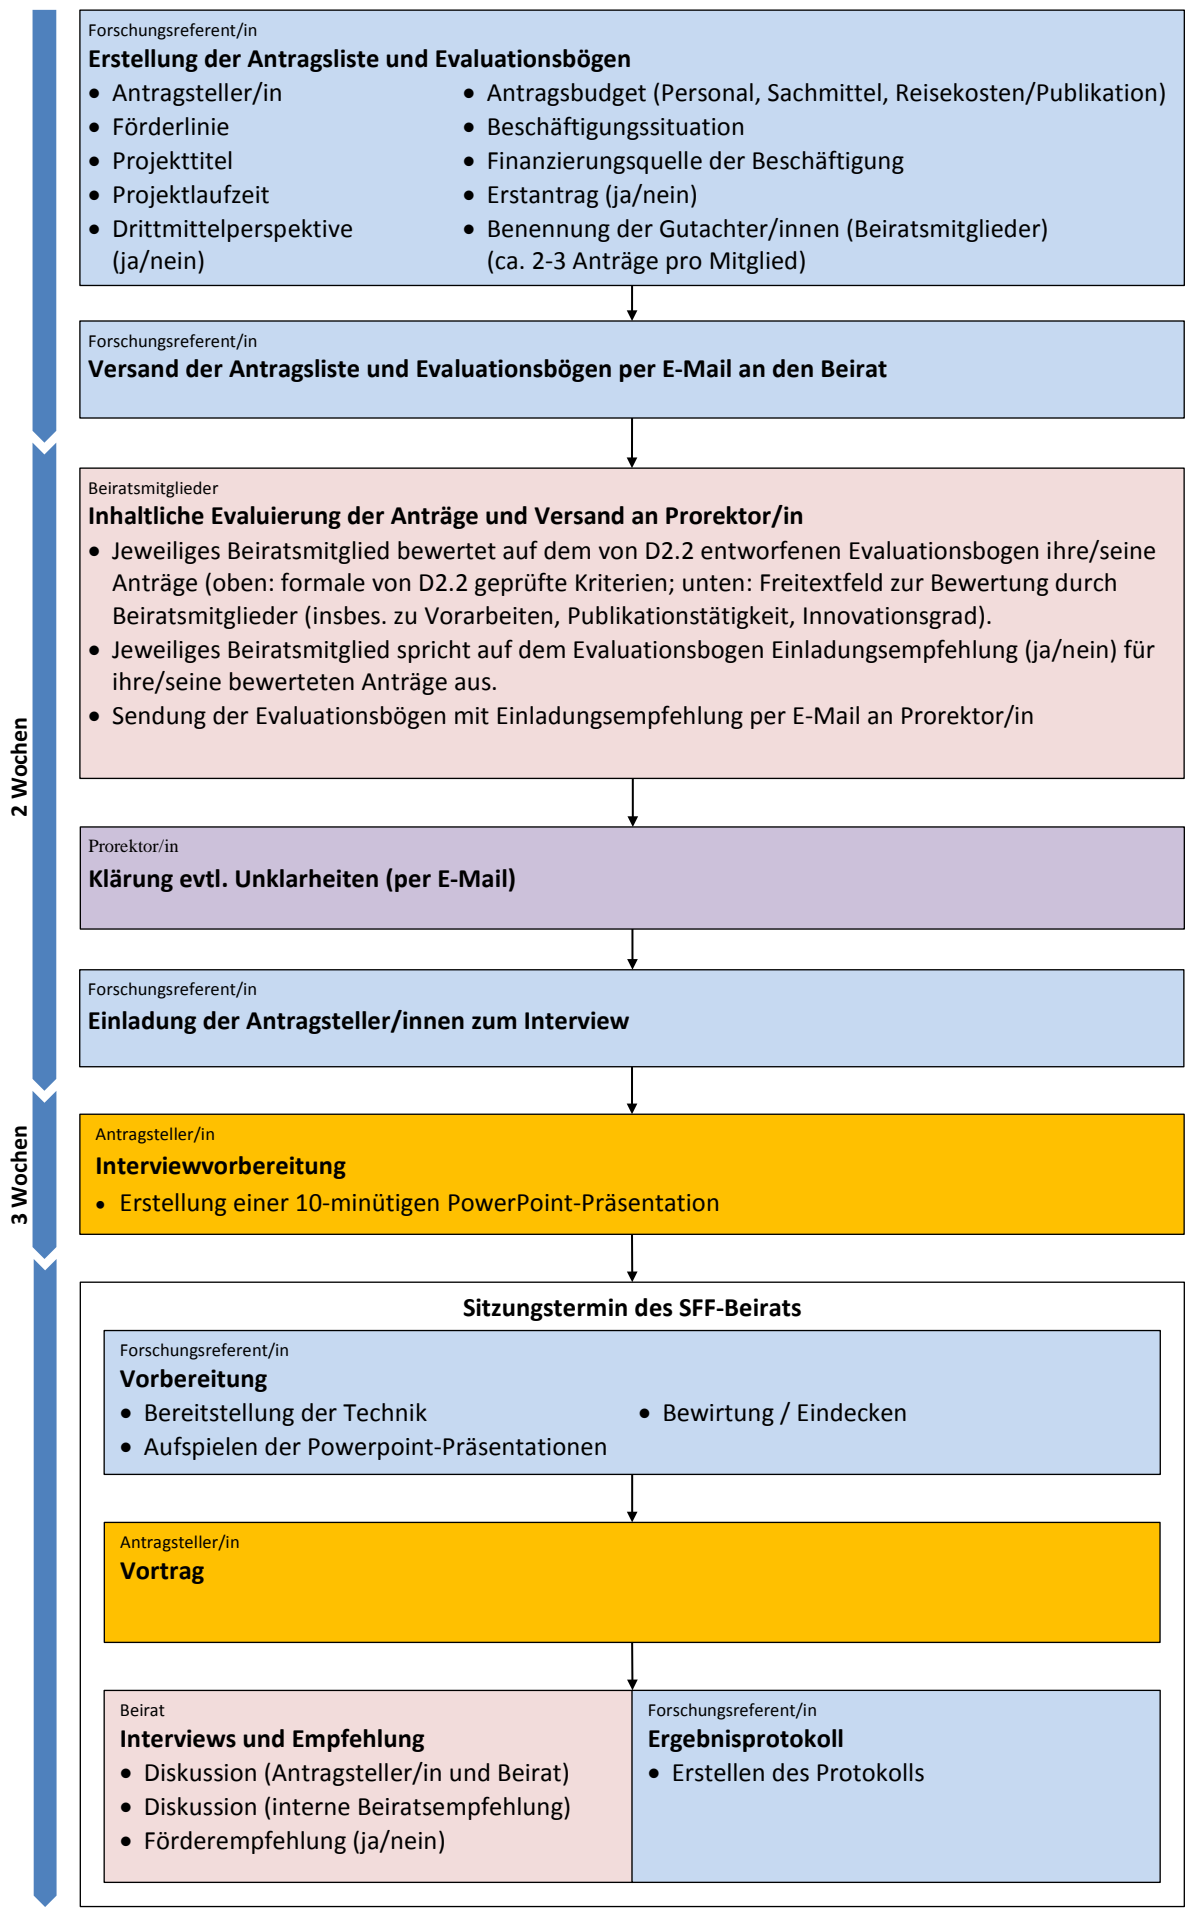 Forschungsreferent/in
Erstellung der Antragsliste und Evaluationsbögen
• Antragsteller/in
• Förderlinie
• Projekttitel
• Projektlaufzeit
• Drittmittelperspektive
(ja/nein)
• Antragsbudget (Personal, Sachmittel, Reisekosten/Publikation)
• Beschäftigungssituation
• Finanzierungsquelle der Beschäftigung
• Erstantrag (ja/nein)
• Benennung der Gutachter/innen (Beiratsmitglieder)
(ca. 2-3 Anträge pro Mitglied)
Forschungsreferent/in
Versand der Antragsliste und Evaluationsbögen per E-Mail an den Beirat
2 Wochen
Beiratsmitglieder
Inhaltliche Evaluierung der Anträge und Versand an Prorektor/in
• Jeweiliges Beiratsmitglied bewertet auf dem von D2.2 entworfenen Evaluationsbogen ihre/seine
Anträge (oben: formale von D2.2 geprüfte Kriterien; unten: Freitextfeld zur Bewertung durch
Beiratsmitglieder (insbes. zu Vorarbeiten, Publikationstätigkeit, Innovationsgrad).
• Jeweiliges Beiratsmitglied spricht auf dem Evaluationsbogen Einladungsempfehlung (ja/nein) für
ihre/seine bewerteten Anträge aus.
• Sendung der Evaluationsbögen mit Einladungsempfehlung per E-Mail an Prorektor/in
Prorektor/in
Klärung evtl. Unklarheiten (per E-Mail)
Forschungsreferent/in
Einladung der Antragsteller/innen zum Interview
3 Wochen
Antragsteller/in
Interviewvorbereitung
• Erstellung einer 10-minütigen PowerPoint-Präsentation
Sitzungstermin des SFF-Beirats
Forschungsreferent/in
Vorbereitung
• Bereitstellung der Technik
• Aufspielen der Powerpoint-Präsentationen
• Bewirtung / Eindecken
Antragsteller/in
Vortrag
Beirat
Interviews und Empfehlung
• Diskussion (Antragsteller/in und Beirat)
• Diskussion (interne Beiratsempfehlung)
• Förderempfehlung (ja/nein)
Forschungsreferent/in
Ergebnisprotokoll
• Erstellen des Protokolls